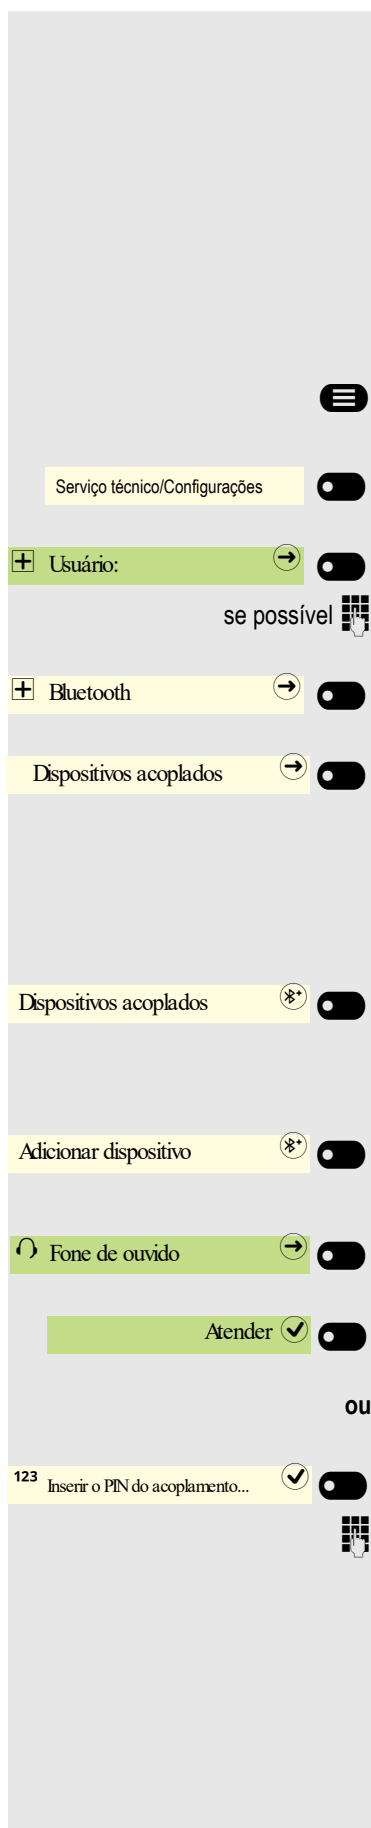 Serviço técnico/Configurações
Usuário:
se possível
Bluetooth
Dispositivos acoplados
Dispositivos acoplados
Adicionar dispositivo
Fone de ouvido
Atender
ou
123 Inserir o PIN do acoplamento...